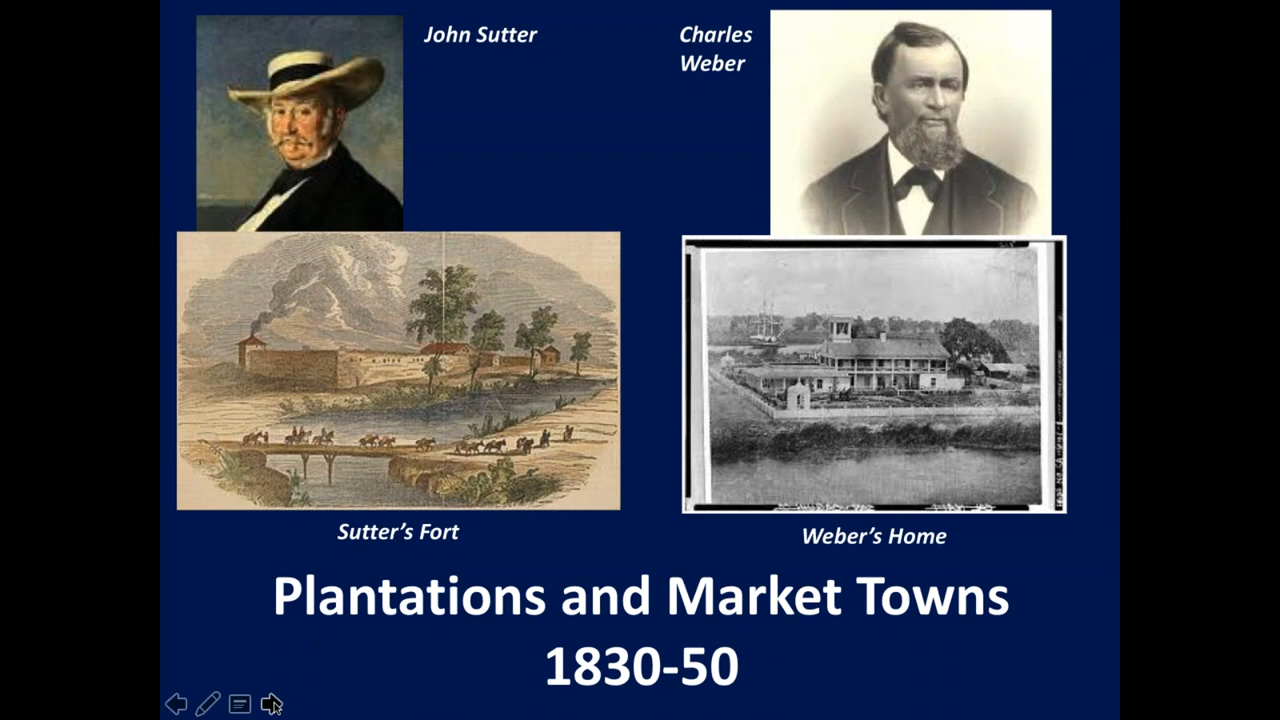 John Sutter
Charles
Weber
Sutter's Fort
Weber's Home
Plantations and Market Towns
1830-50